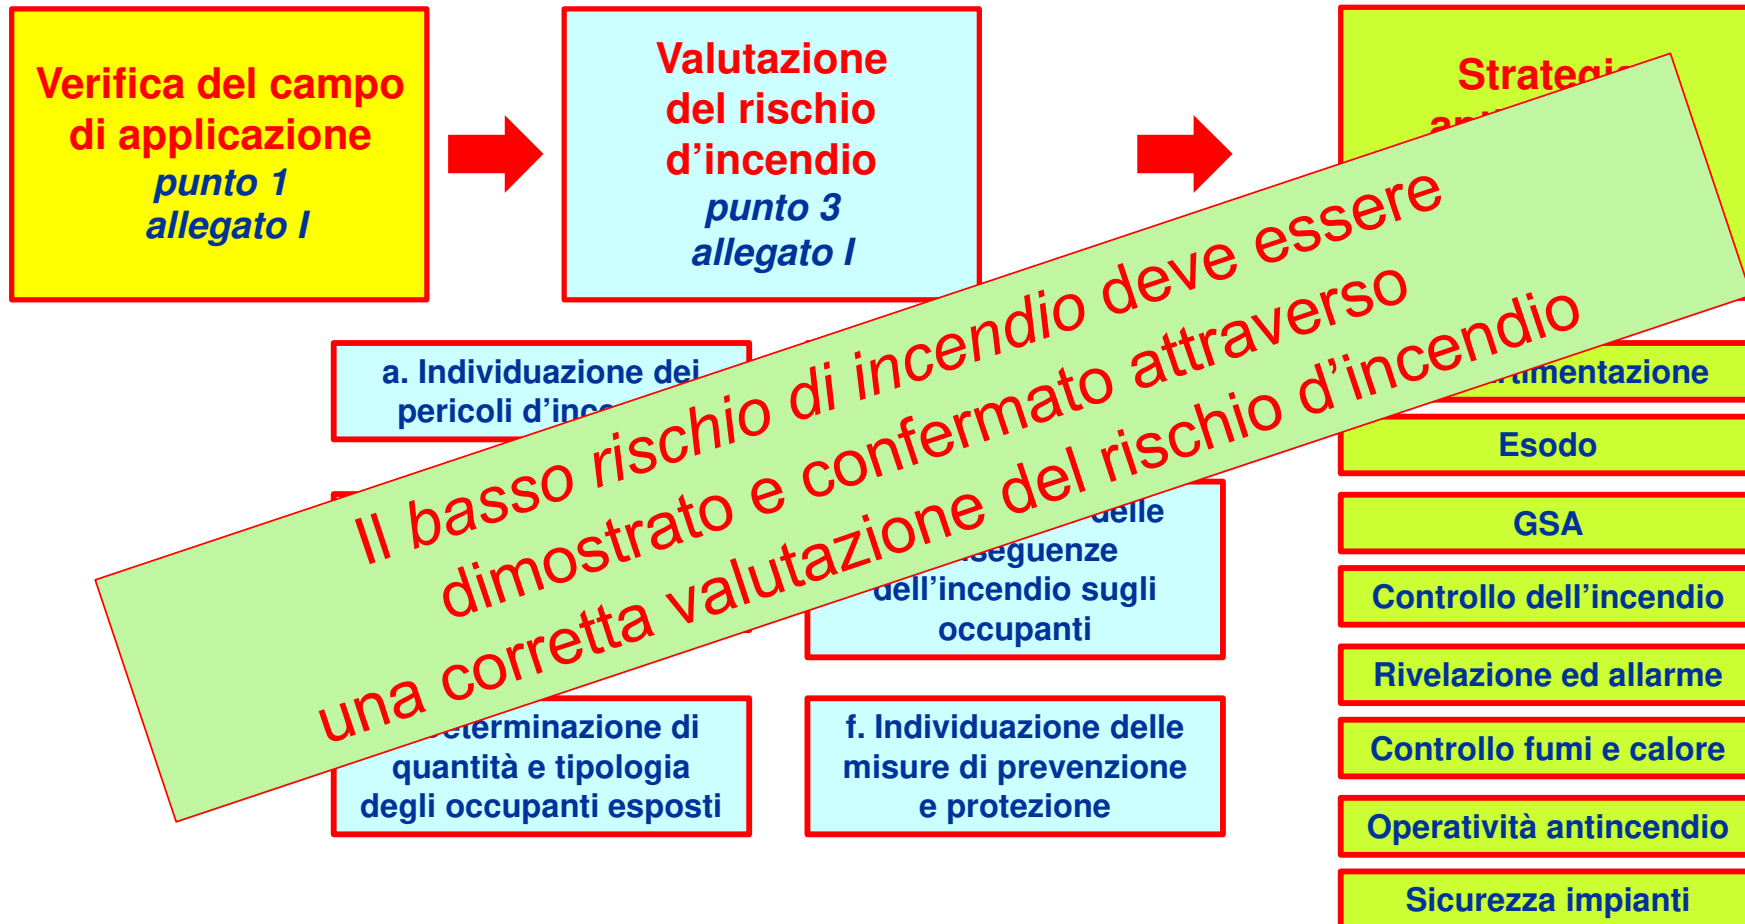 Verifica del campo
di applicazione
punto 1
allegato I
Valutazione
del rischio
d’incendio
punto 3
allegato I
Strategia
a. Individuazione dei
pericoli d’incendio
delle
conseguenze
dell’incendio sugli
occupanti
determinazione di
quantità e tipologia
degli occupanti esposti
f. Individuazione delle
misure di prevenzione
e protezione
Il basso rischio di incendio deve essere
dimostrato e confermato attraverso
una corretta valutazione del rischio d’incendio
Esodo
GSA
Controllo dell’incendio
Rivelazione ed allarme
Controllo fumi e calore
Operatività antincendio
Sicurezza impianti